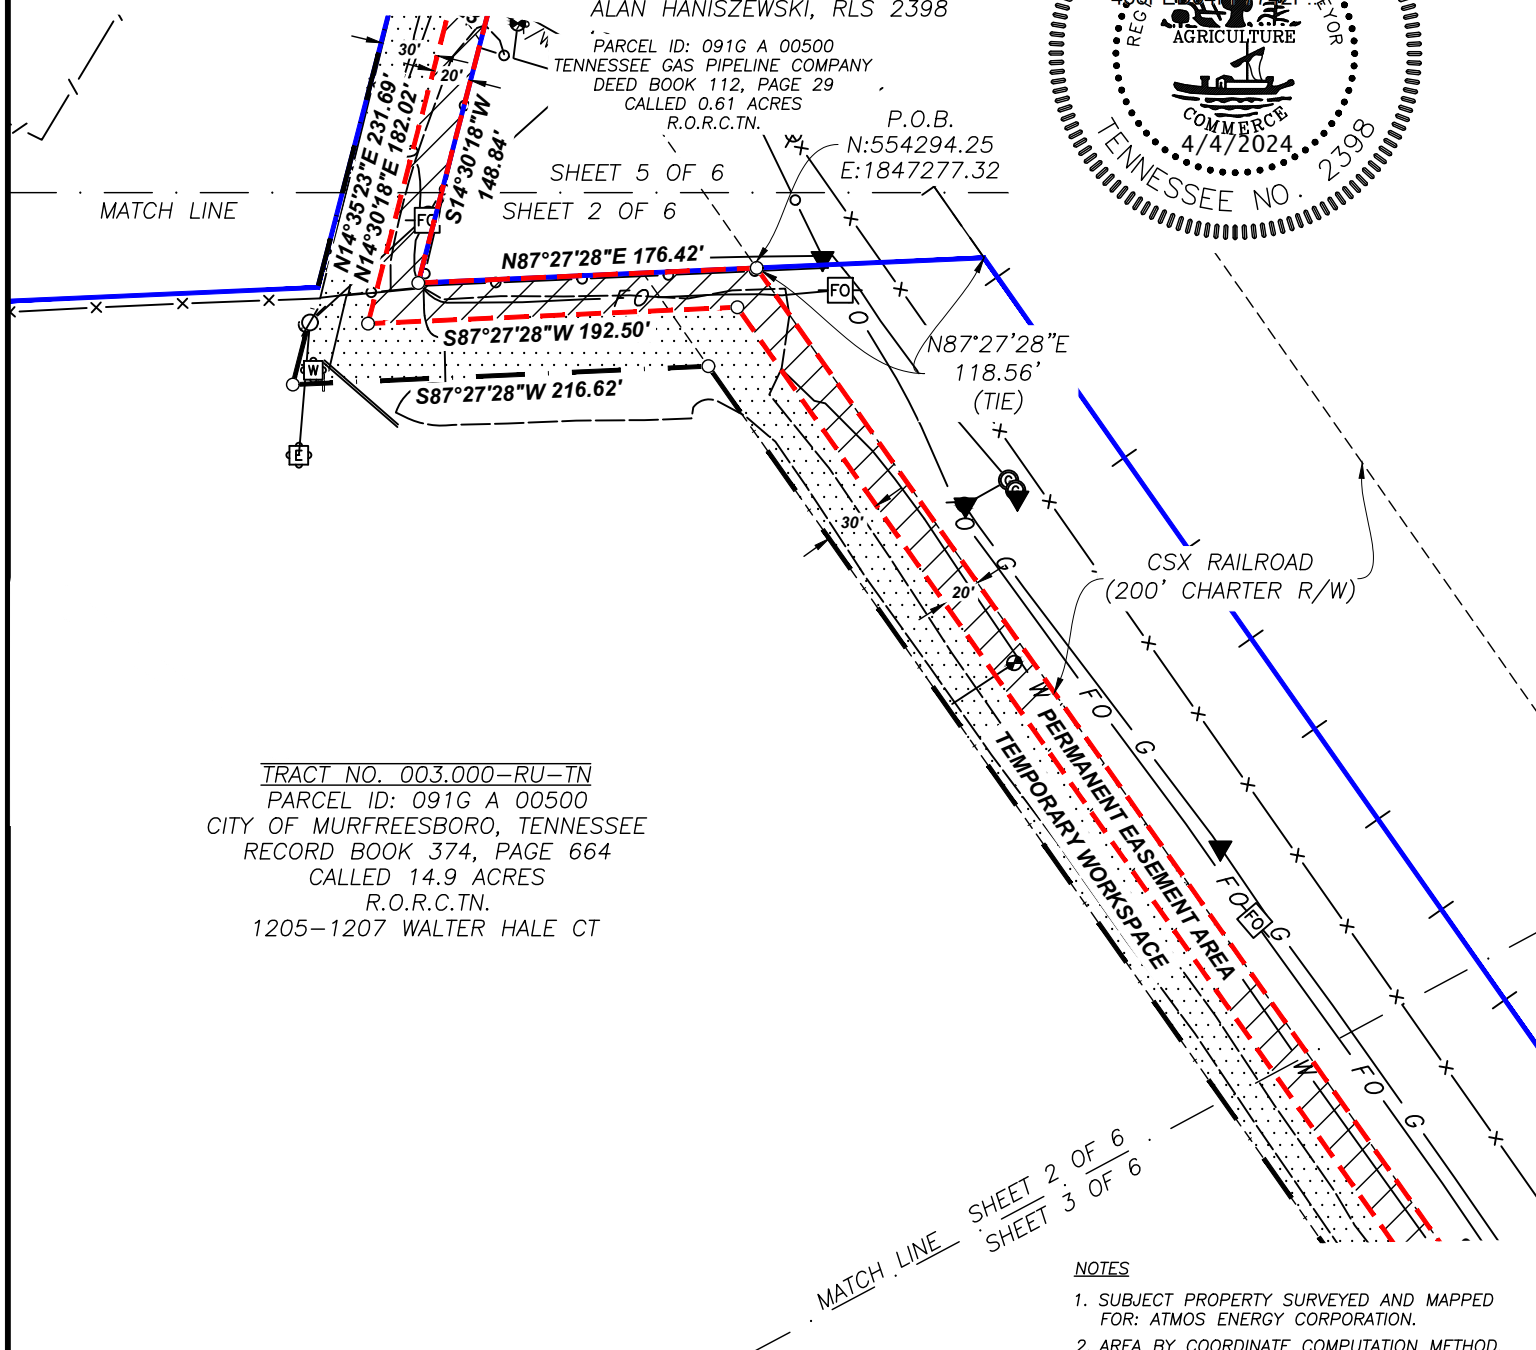 ALAN HANISZEWSKI, RLS 2398
PARCEL ID: 091G A 00500
TENNESSEE GAS PIPELINE COMPANY
DEED BOOK 112, PAGE 29
CALLED 0.61 ACRES
R.O.R.C.TN.
AGRICULTURE
COMMERCE
4/4/2024
TENNESSEE NO. 2398
P.O.B.
N:554294.25
E:1847277.32
30'
20'
N14°35'23"E 231.69'
N14°30'18"E 182.02'
S14°30'18"W
148.84'
MATCH LINE
SHEET 5 OF 6
SHEET 2 OF 6
N87°27'28"E 176.42'
FO
FO
S87°27'28"W 192.50'
S87°27'28"W 216.62'
W
E
N87°27'28"E
118.56'
(TIE)
30'
20'
CSX RAILROAD
(200' CHARTER R/W)
O
O
G
W
FO
G
PERMANENT EASEMENT AREA
TEMPORARY WORKSPACE
FO
FO
G
W
FO
G
TRACT NO. 003.000-RU-TN
PARCEL ID: 091G A 00500
CITY OF MURFREESBORO, TENNESSEE
RECORD BOOK 374, PAGE 664
CALLED 14.9 ACRES
R.O.R.C.TN.
1205-1207 WALTER HALE CT
MATCH LINE
SHEET 2 OF 6
SHEET 3 OF 6
NOTES
1. SUBJECT PROPERTY SURVEYED AND MAPPED
FOR: ATMOS ENERGY CORPORATION.
2. AREA BY COORDINATE COMPUTATION METHOD